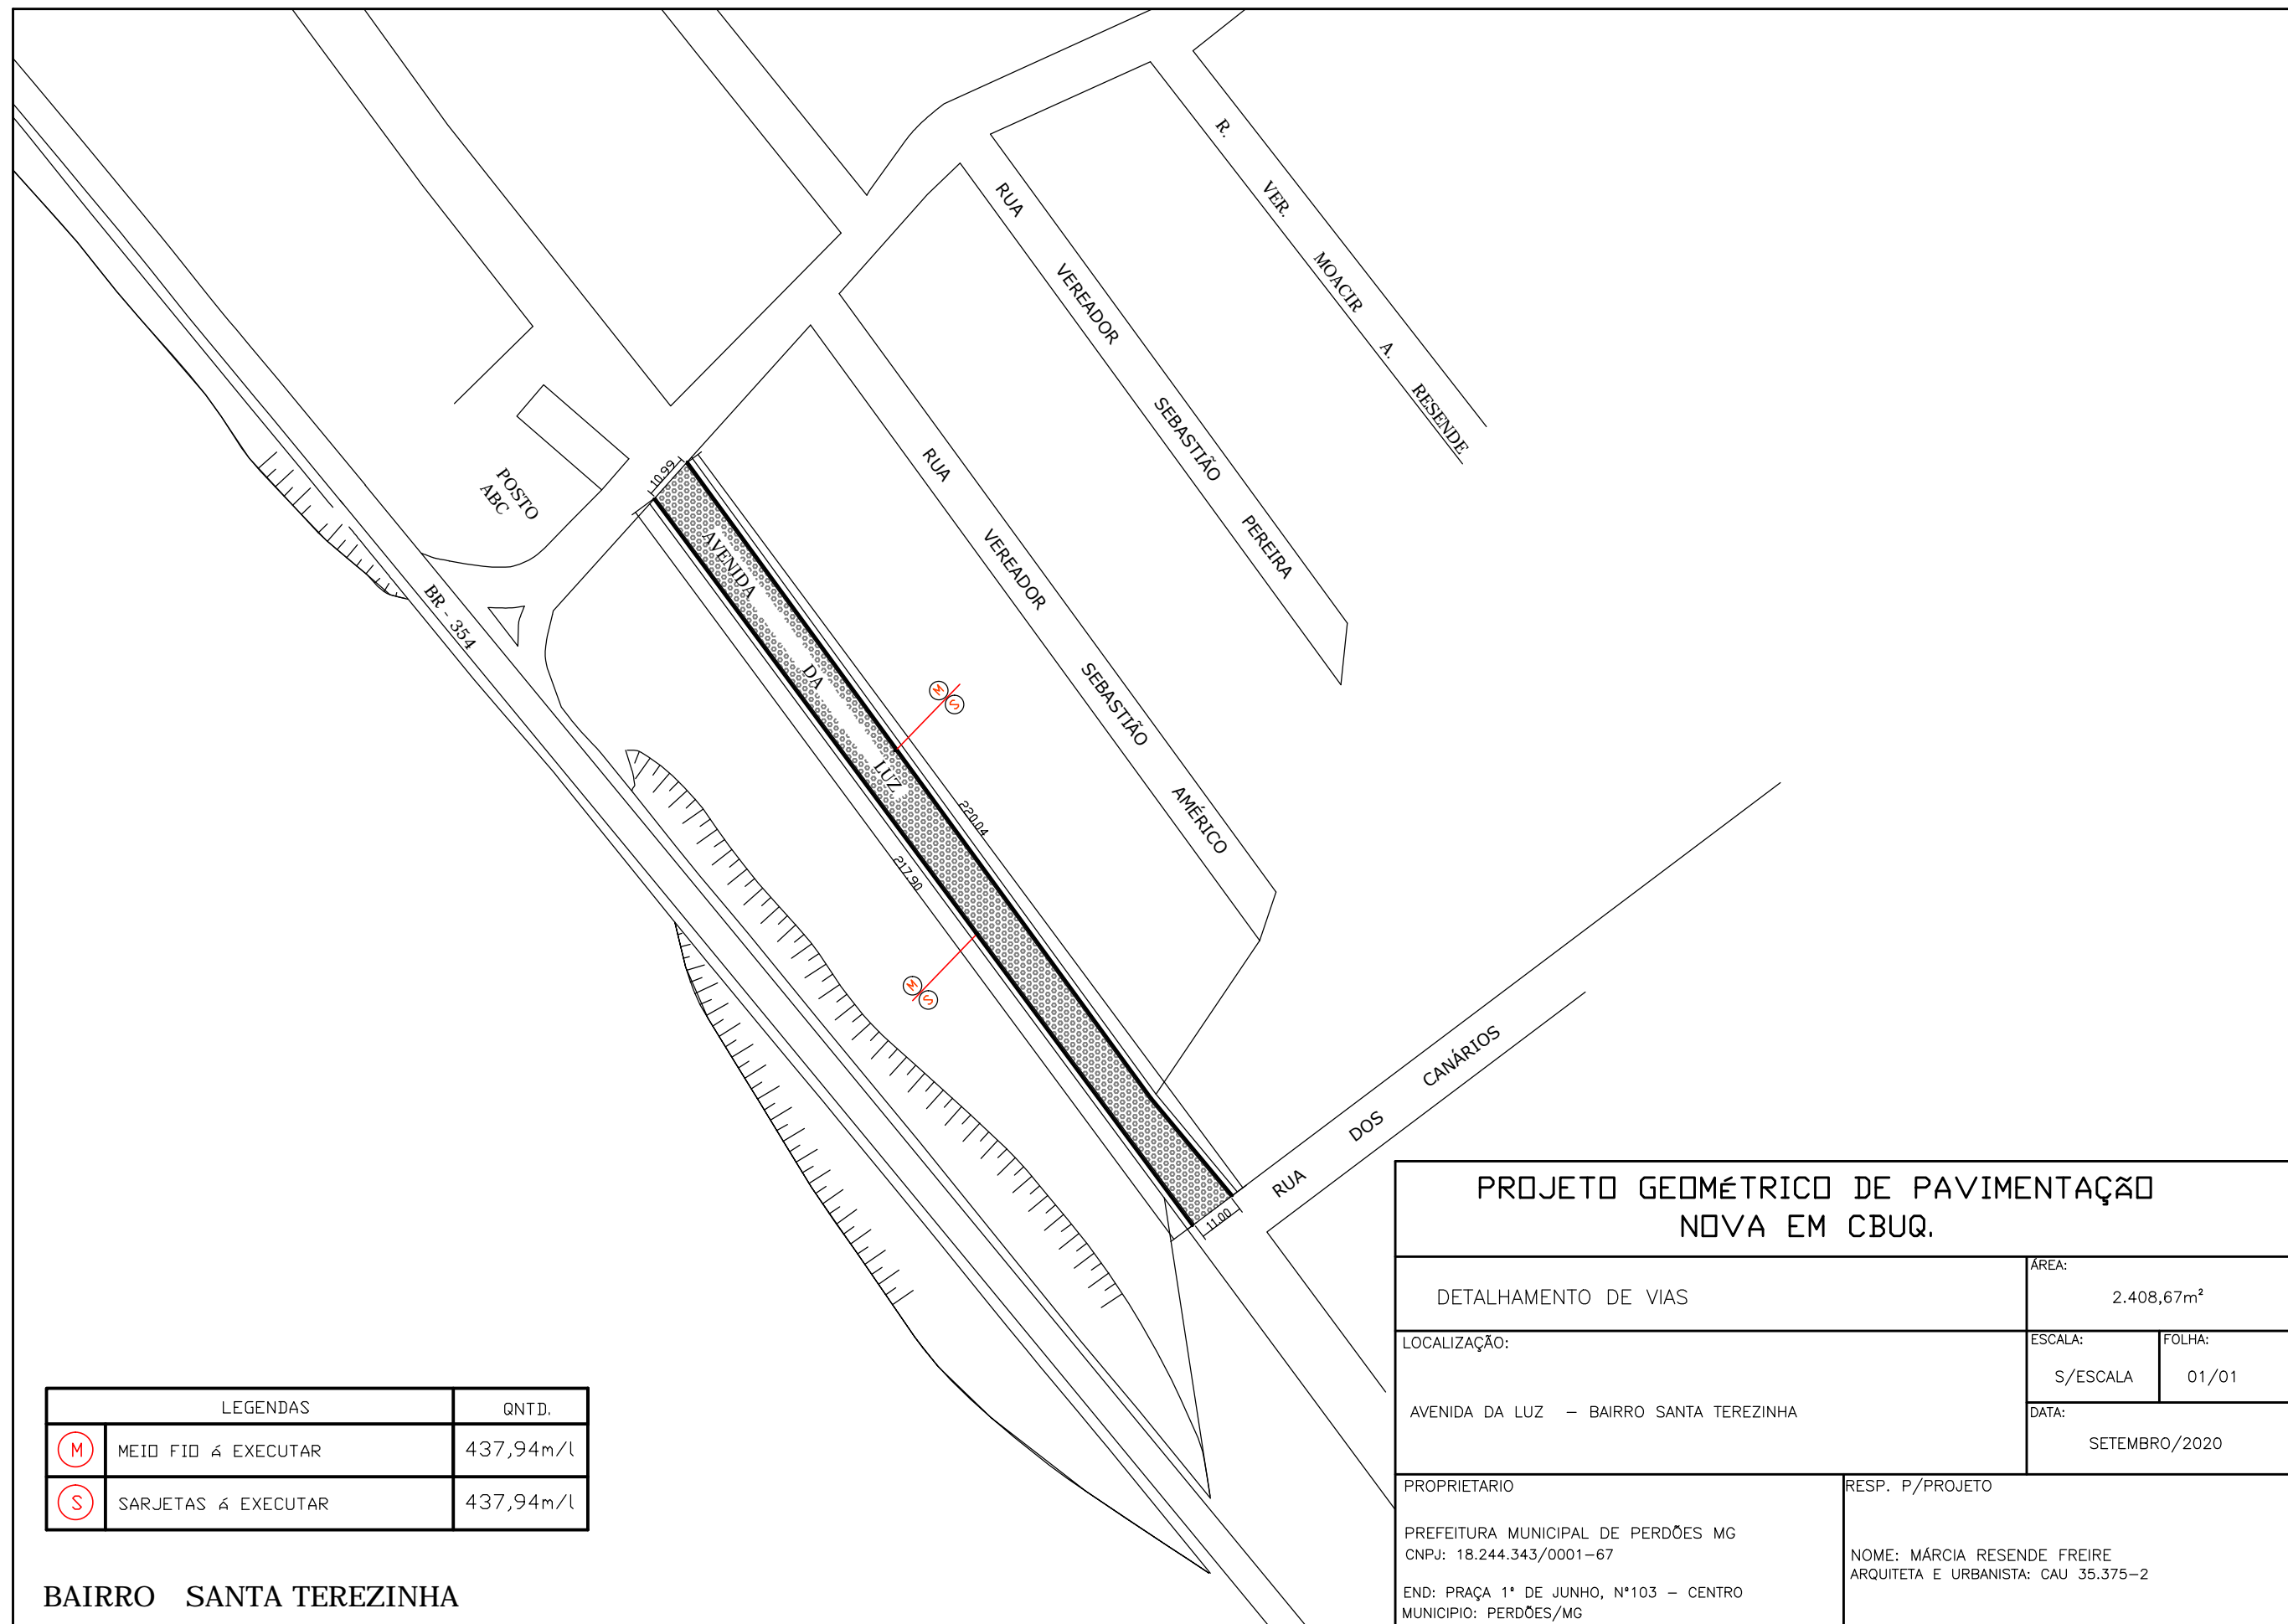 R. VER. MOACIR A. RESENDE
RUA VEREADOR SEBASTIÃO PEREIRA
RUA VEREADOR SEBASTIÃO AMÉRICO
POSTO
ABC
BR - 354
10.99
AVENIDA DA LUZ
M
S
220.04
217.90
M
S
11.00
RUA DOS CANÁRIOS
LEGENDAS QNTD.
M MEIO FIO Á EXECUTAR 437,94m/l
S SARJETAS Á EXECUTAR 437,94m/l
BAIRRO SANTA TEREZINHA
PROJETO GEOMéTRICO DE PAVIMENTAÇÃO
NOVA EM CBUQ.
DETALHAMENTO DE VIAS
ÁREA:
2.408,67m²
LOCALIZAÇÃO:
AVENIDA DA LUZ – BAIRRO SANTA TEREZINHA
ESCALA:
S/ESCALA
FOLHA:
01/01
DATA:
SETEMBRO/2020
PROPRIETARIO
PREFEITURA MUNICIPAL DE PERDÕES MG
CNPJ: 18.244.343/0001–67
END: PRAÇA 1º DE JUNHO, Nº103 – CENTRO
MUNICIPIO: PERDÕES/MG
RESP. P/PROJETO
NOME: MÁRCIA RESENDE FREIRE
ARQUITETA E URBANISTA: CAU 35.375–2